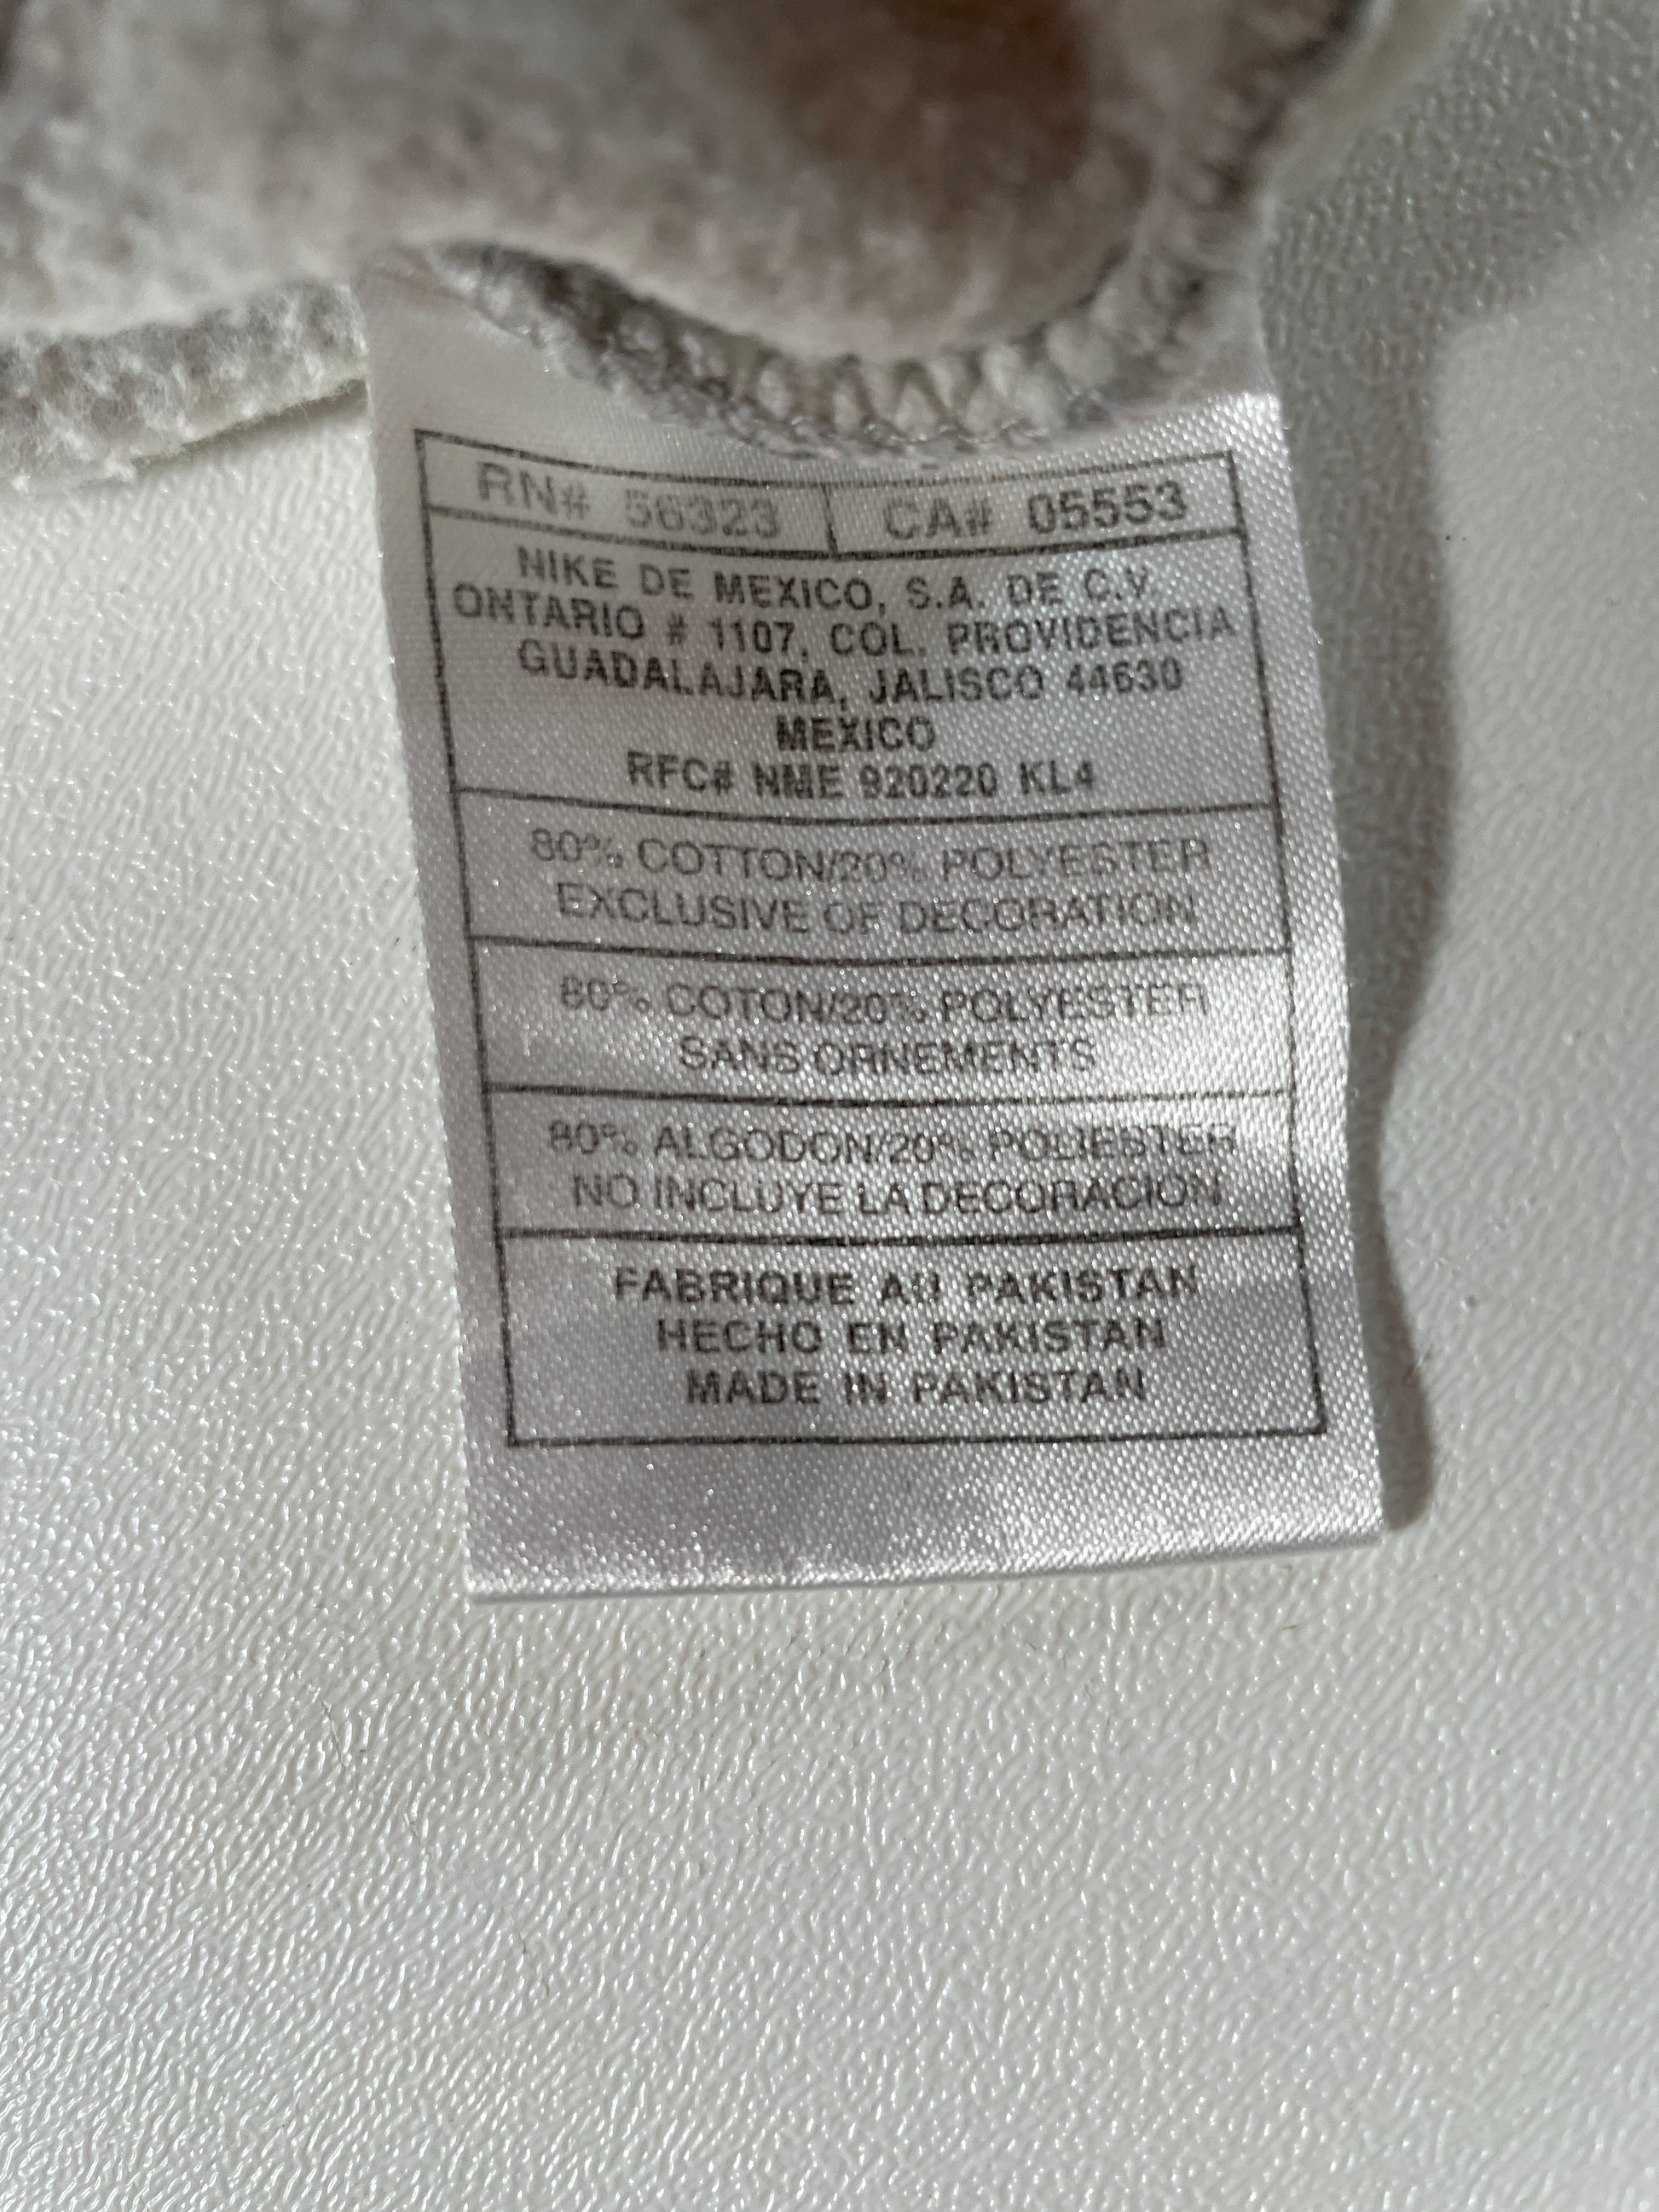 RN# 56323 CA# 05553
NIKE DE MEXICO, S.A. DE C.V.
ONTARIO # 1107, COL. PROVIDENCIA
GUADALAJARA, JALISCO 44630
MEXICO
RFC# NME 920220 KL4
80% COTTON/20% POLYESTER
EXCLUSIVE OF DECORATION
80% COTON/20% POLYESTER
SANS ORNEMENTS
80% ALGODON/20% POLIESTER
NO INCLUYE LA DECORACION
FABRIQUE AU PAKISTAN
HECHO EN PAKISTAN
MADE IN PAKISTAN